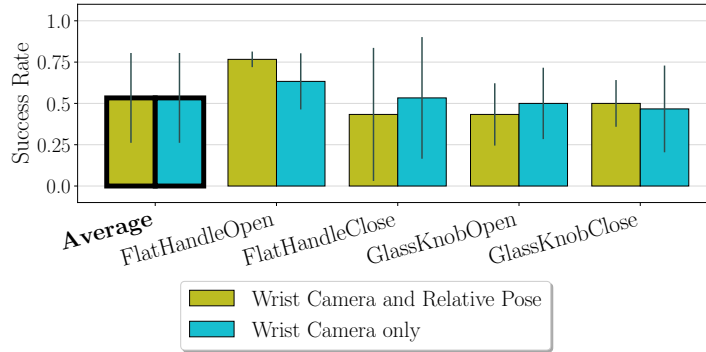 1.0
0.75
0.5
0.25
0.0
Success Rate
Average
FlatHandleOpen
FlatHandleClose
GlassKnobOpen
GlassKnobClose
Wrist Camera and Relative Pose
Wrist Camera only